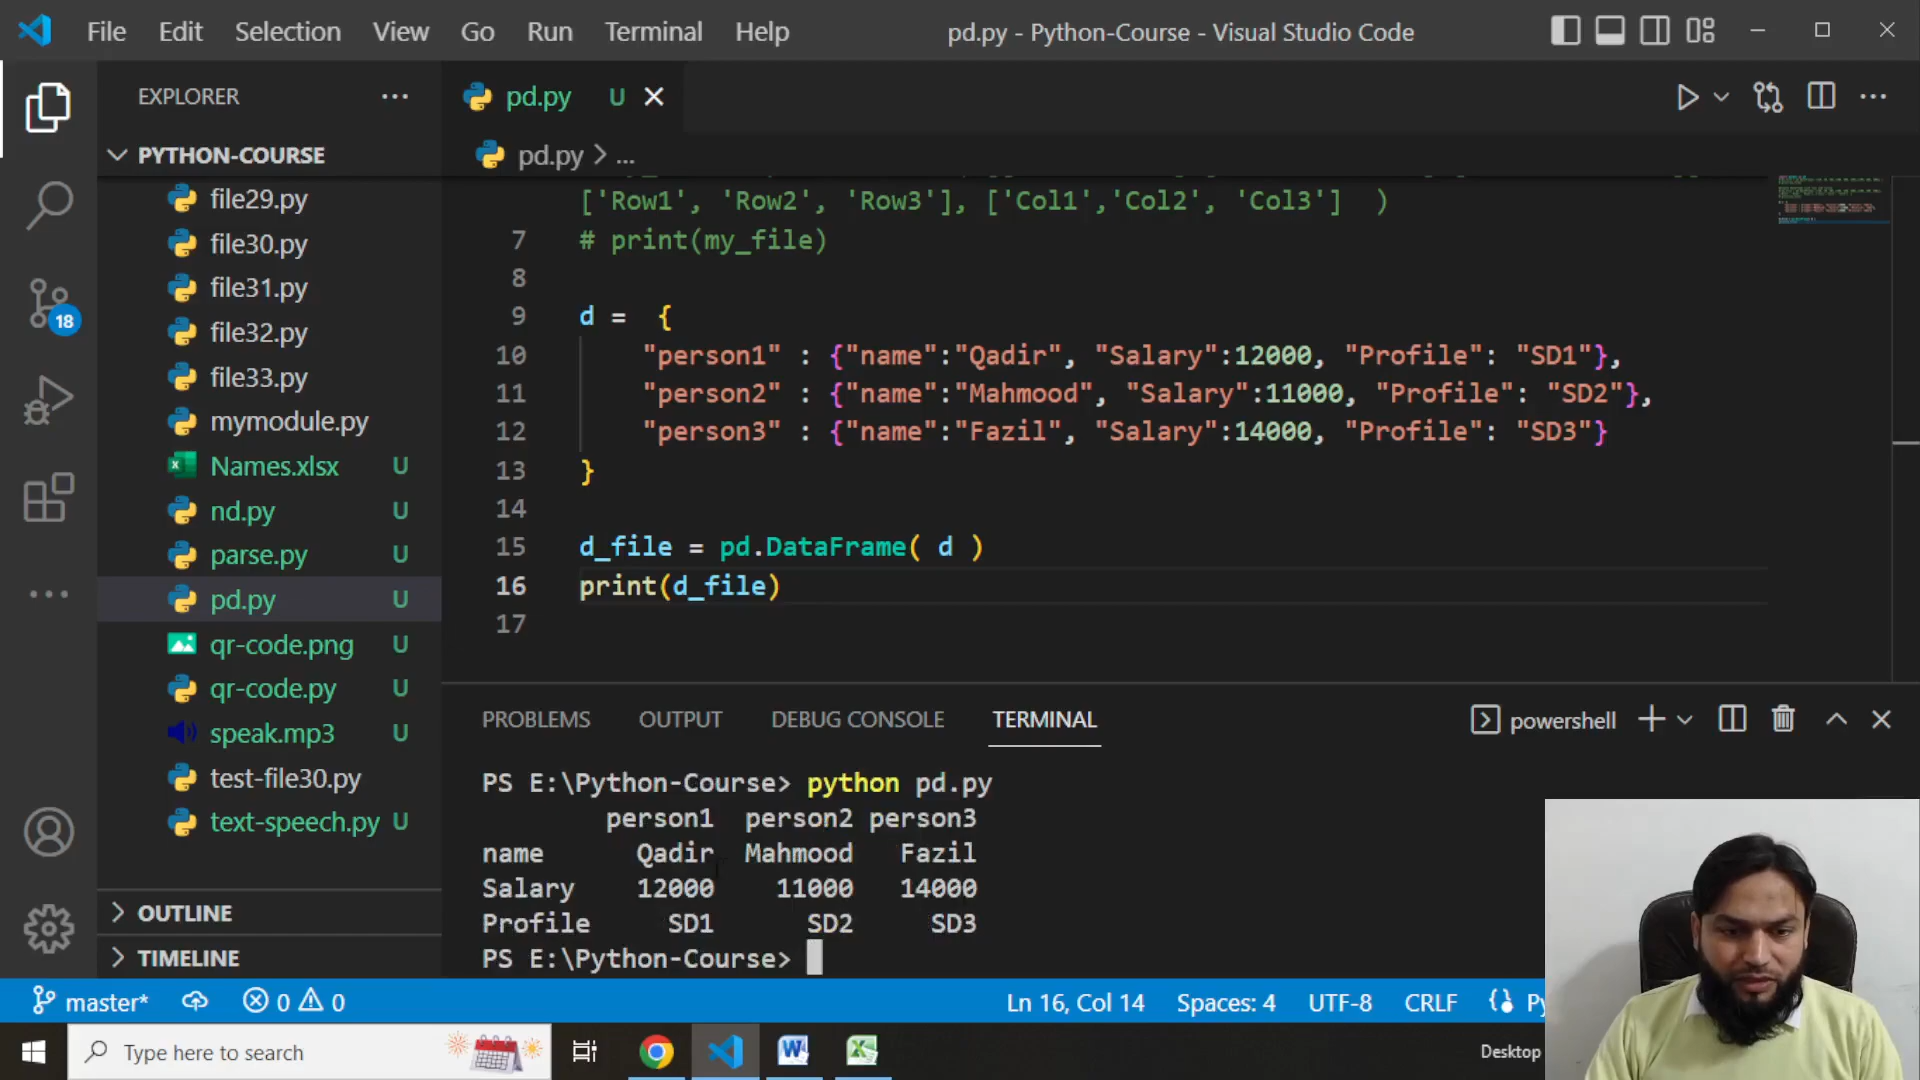 File Edit Selection View Go Run Terminal Help pd.py - Python-Course - Visual Studio Code
EXPLORER
PYTHON-COURSE
file29.py
file30.py
file31.py
file32.py
file33.py
mymodule.py
Names.xlsx U
nd.py U
parse.py U
pd.py U
qr-code.png U
qr-code.py U
speak.mp3 U
test-file30.py
text-speech.py U
OUTLINE
TIMELINE
18
pd.py U
pd.py > ...
['Row1', 'Row2', 'Row3'], ['Col1','Col2', 'Col3'] )
7 # print(my_file)
8
9 d = {
10 "person1" : {"name":"Qadir", "Salary":12000, "Profile": "SD1"},
11 "person2" : {"name":"Mahmood", "Salary":11000, "Profile": "SD2"},
12 "person3" : {"name":"Fazil", "Salary":14000, "Profile": "SD3"}
13 }
14
15 d_file = pd.DataFrame( d )
16 print(d_file)
17
PROBLEMS OUTPUT DEBUG CONSOLE TERMINAL powershell
PS E:\Python-Course> python pd.py
person1 person2 person3
name Qadir Mahmood Fazil
Salary 12000 11000 14000
Profile SD1 SD2 SD3
PS E:\Python-Course>
master* 0 0 Ln 16, Col 14 Spaces: 4 UTF-8 CRLF Py
Type here to search Desktop